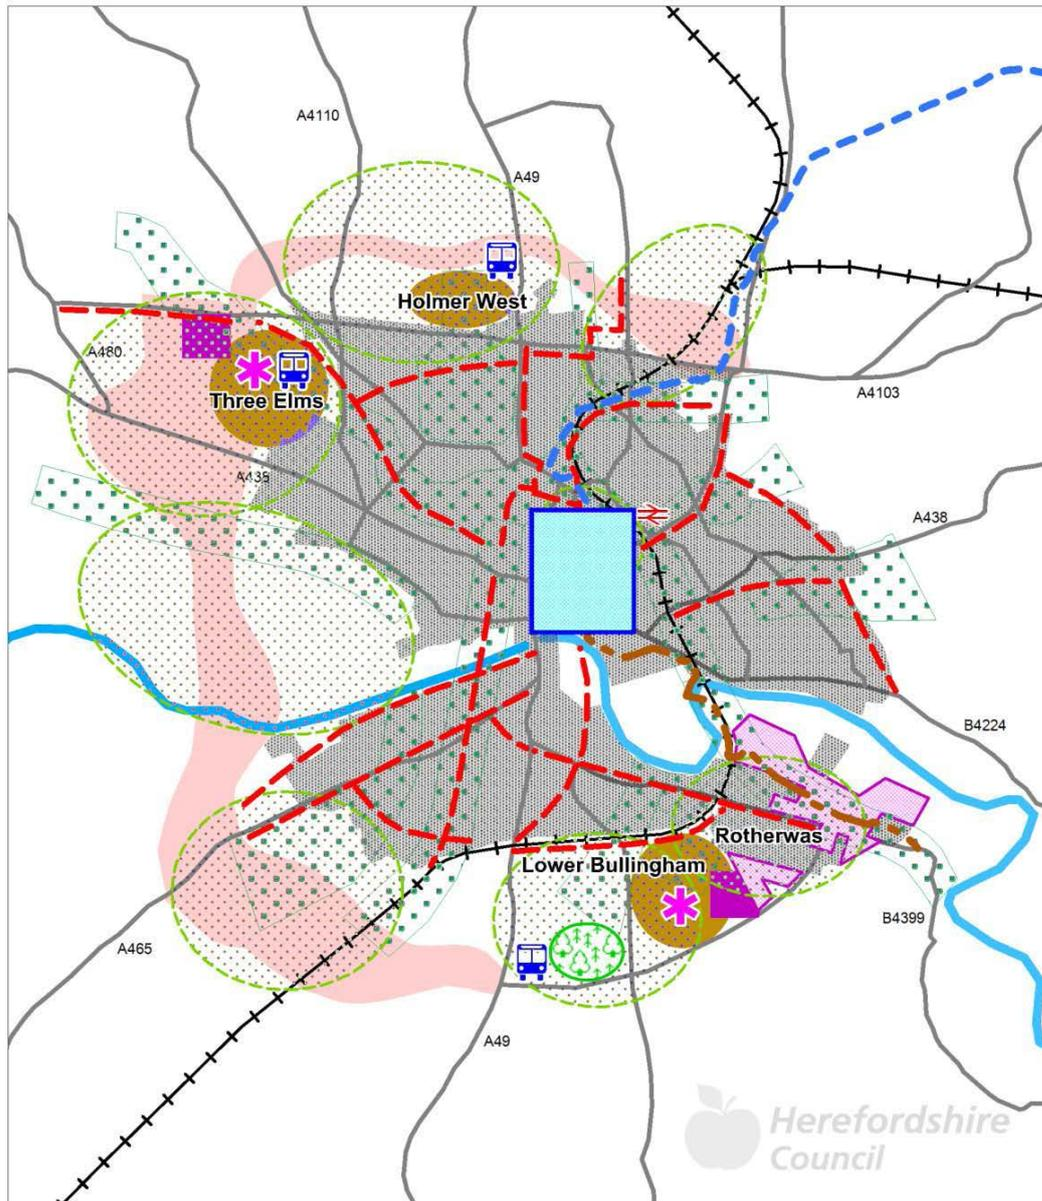 A4110
A49
Holmer West
A480
Three Elms
A4103
A438
A438
B4224
Rotherwas
Lower Bullingham
B4399
A465
A49
Herefordshire
Council